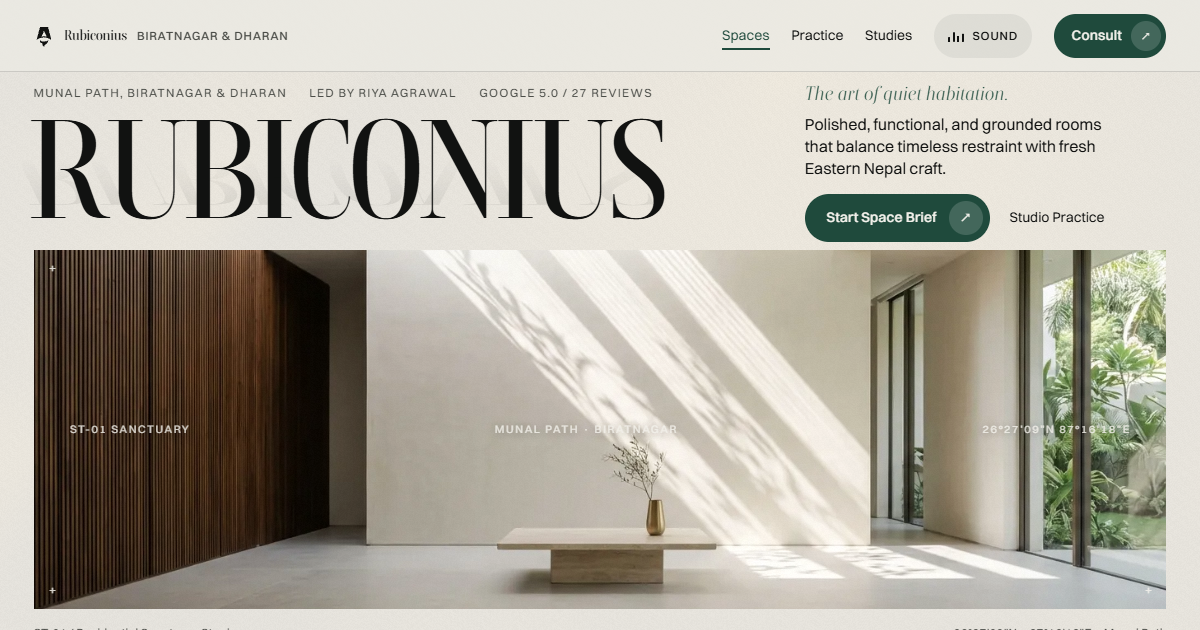 Rubiconius BIRATNAGAR & DHARAN
Spaces
Practice
Studies
SOUND
Consult ↗
MUNAL PATH, BIRATNAGAR & DHARAN
LED BY RIYA AGRAWAL
GOOGLE 5.0 / 27 REVIEWS
RUBICONIUS
The art of quiet habitation.
Polished, functional, and grounded rooms
that balance timeless restraint with fresh
Eastern Nepal craft.
Start Space Brief ↗
Studio Practice
ST-01 SANCTUARY
MUNAL PATH · BIRATNAGAR
26°27'09"N 87°16'18"E